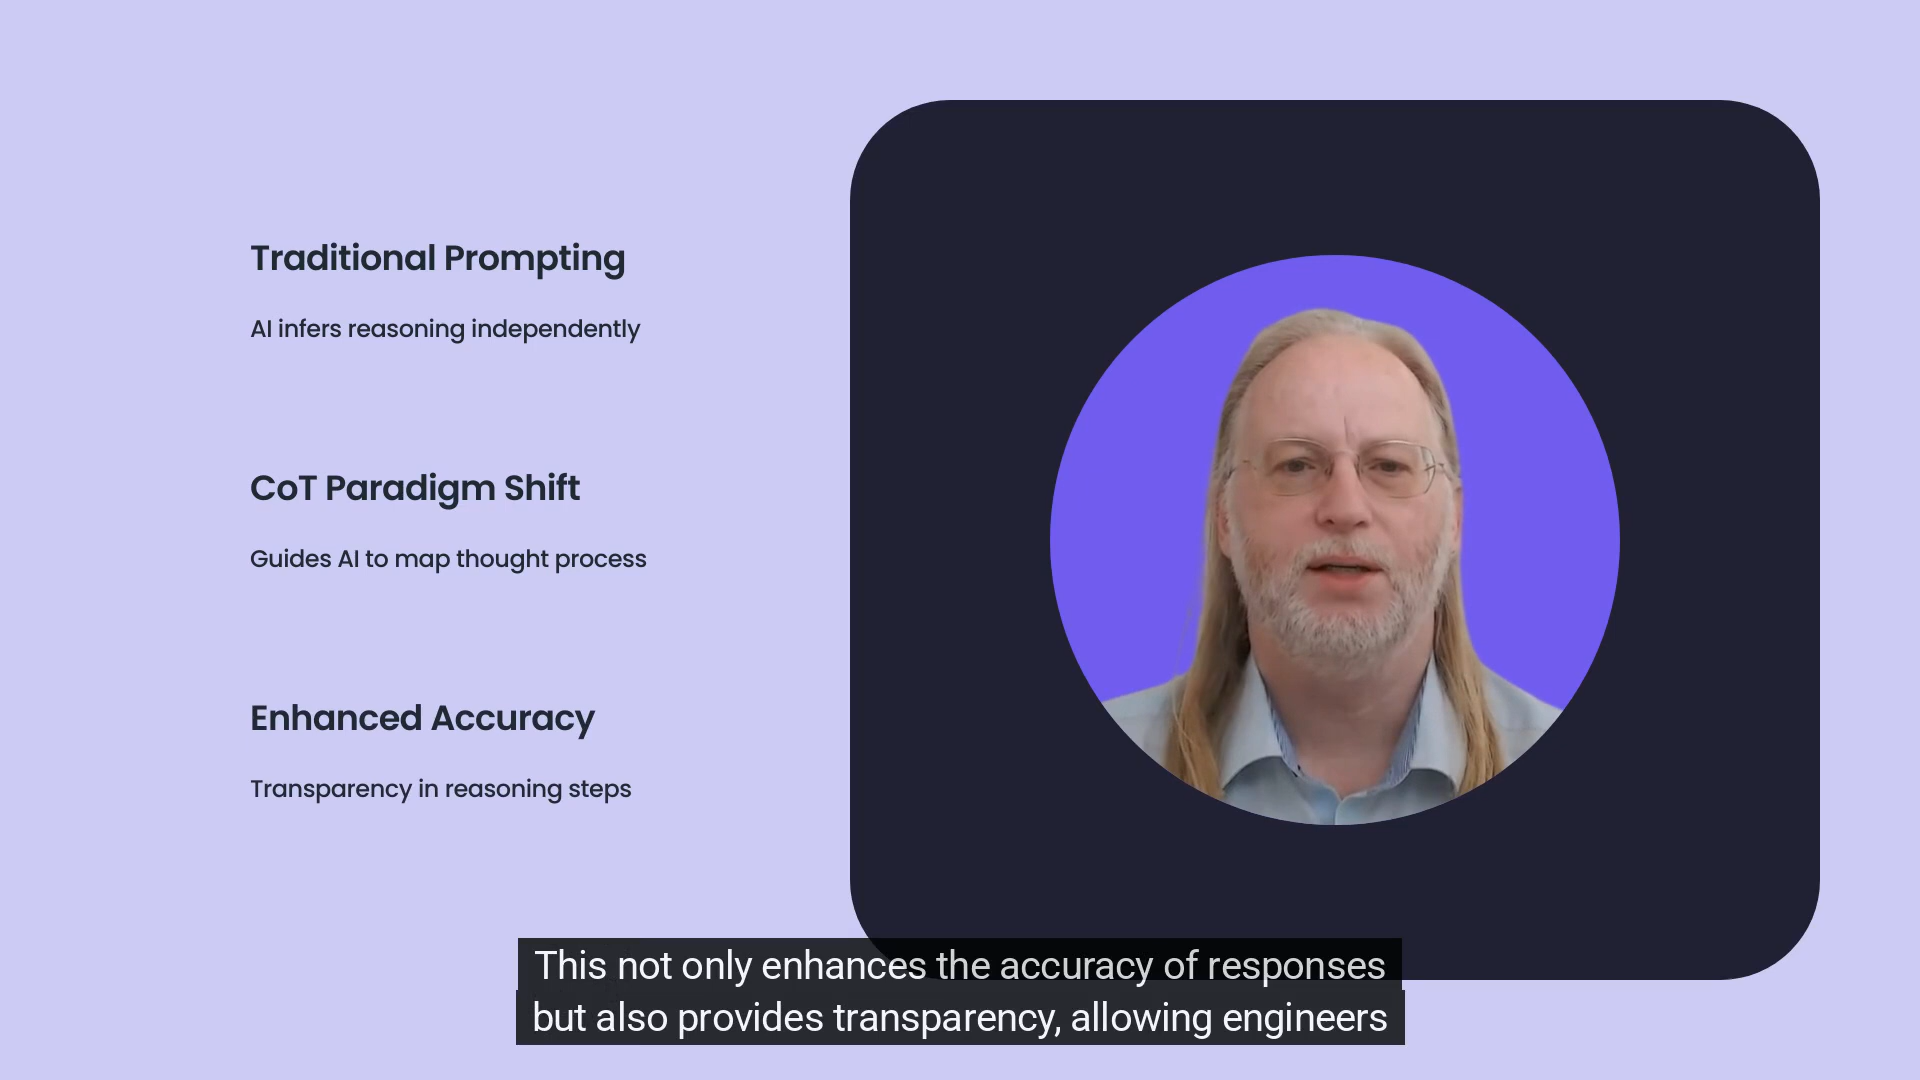 Traditional Prompting
AI infers reasoning independently
CoT Paradigm Shift
Guides AI to map thought process
Enhanced Accuracy
Transparency in reasoning steps
This not only enhances the accuracy of responses
but also provides transparency, allowing engineers